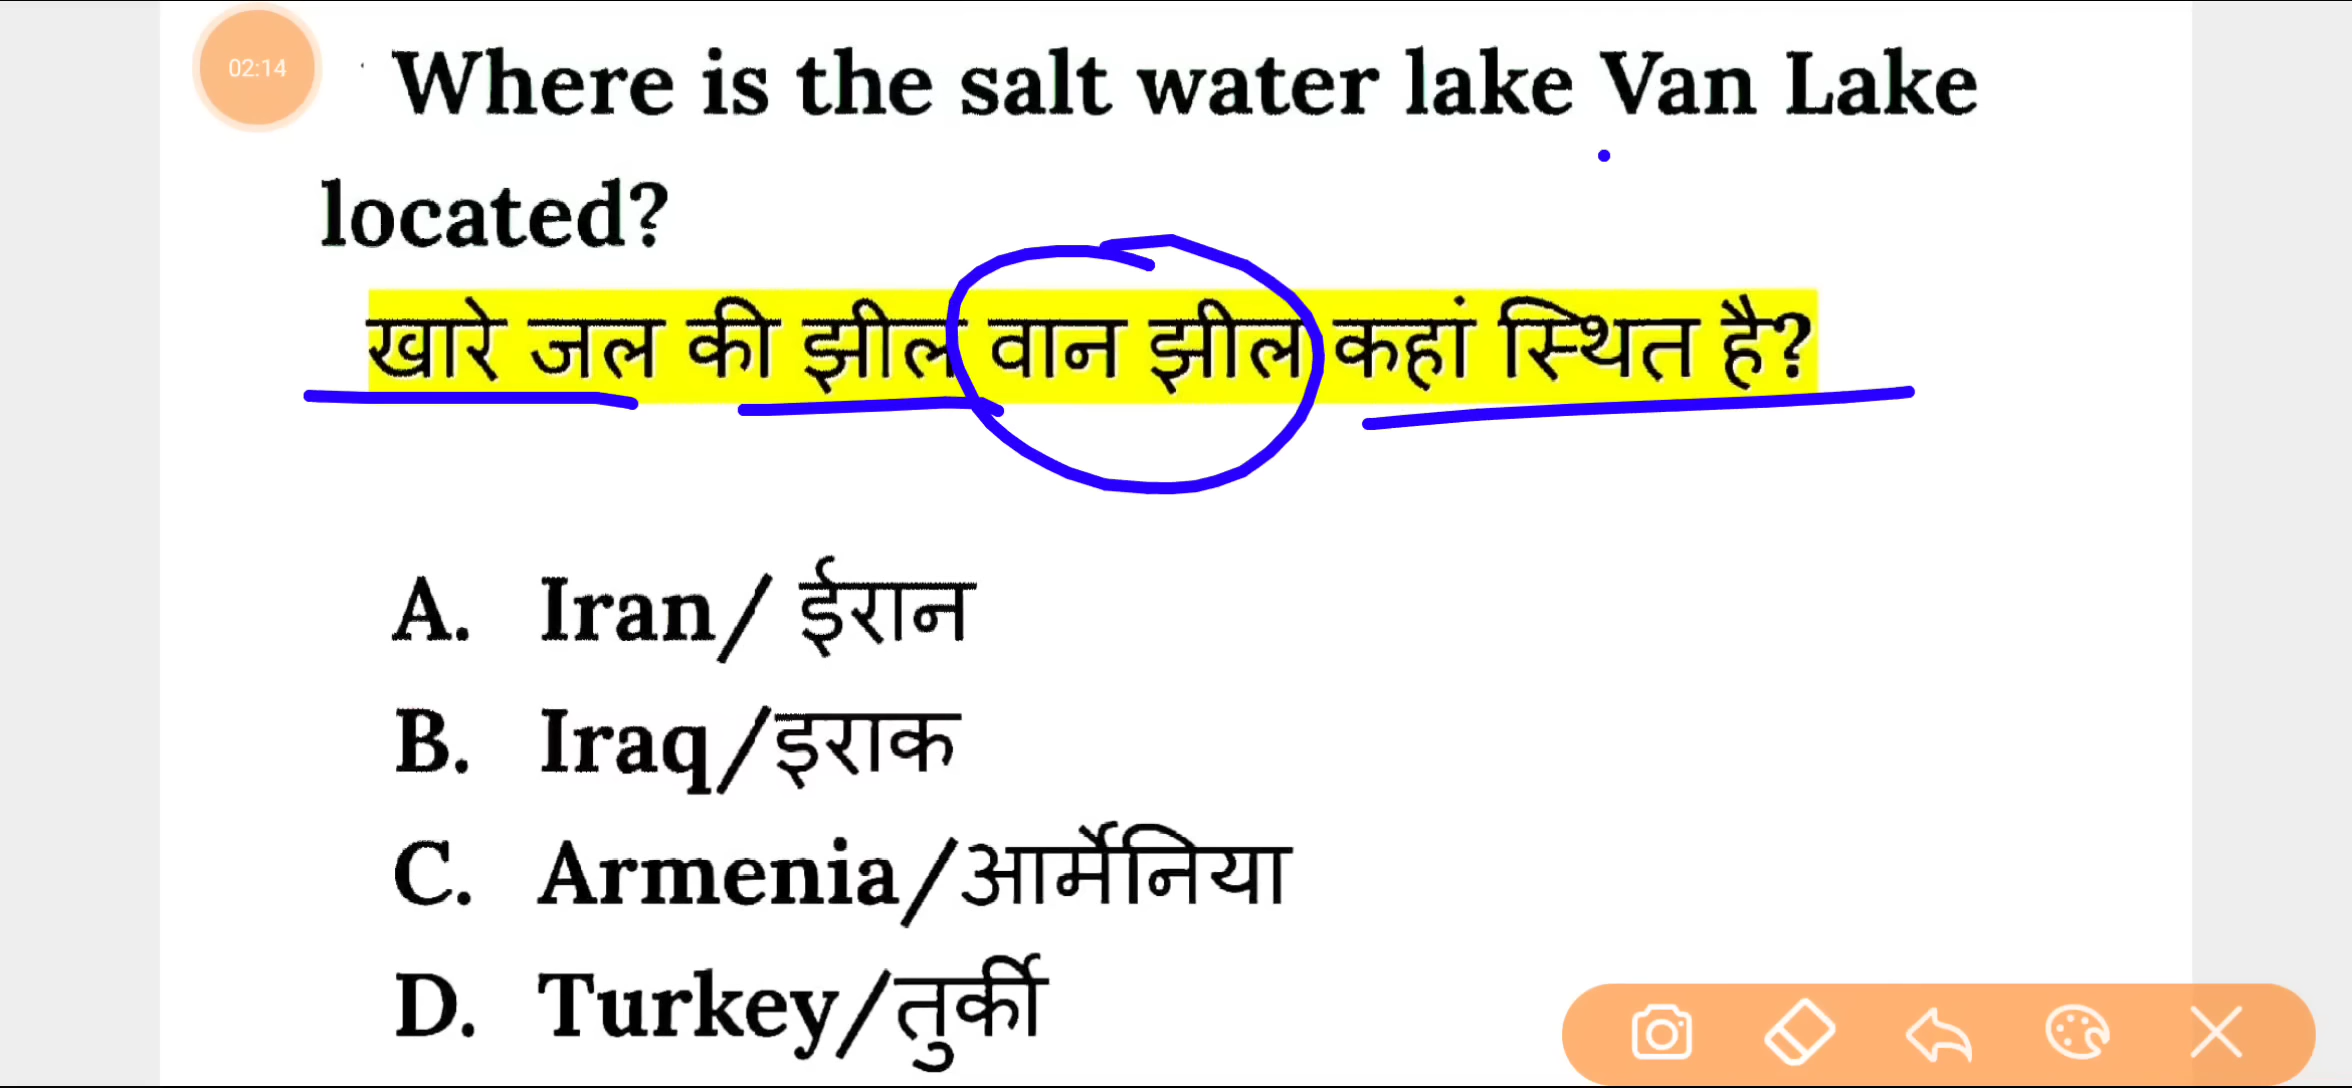 02:14
Where is the salt water lake Van Lake
located?
खारे जल की झील वान झील कहां स्थित है?
A. Iran/ ईरान
B. Iraq/इराक
C. Armenia/आर्मैनिया
D. Turkey/तुर्की